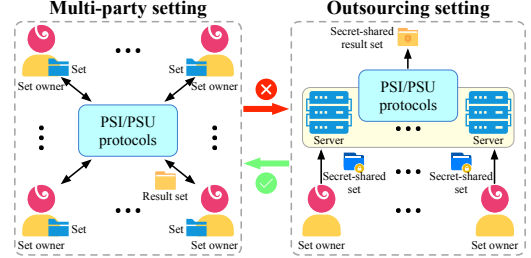 Multi-party setting
Set
Set owner
Set
Set owner
PSI/PSU
protocols
Result set
Set
Set owner
Set
Set owner
Outsourcing setting
Secret-shared
result set
PSI/PSU
protocols
Server
Server
Secret-shared
set
Secret-shared
set
Set owner
Set owner